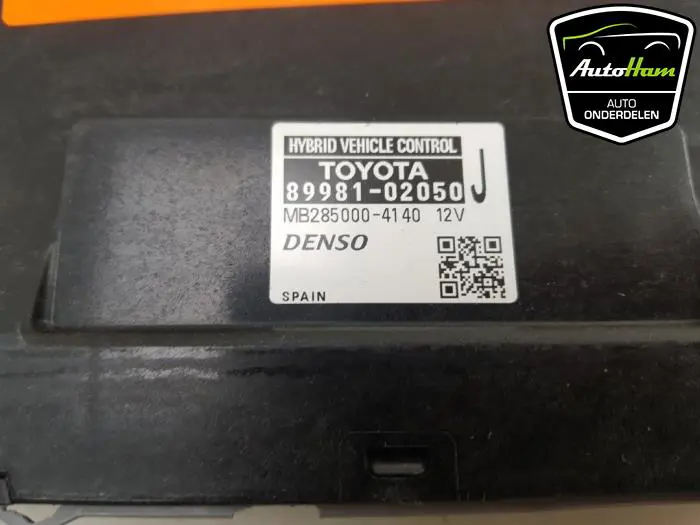 AutoHam
AUTO
ONDERDELEN
HYBRID VEHICLE CONTROL
TOYOTA
89981-02050 J
MB285000-4140 12V
DENSO
SPAIN